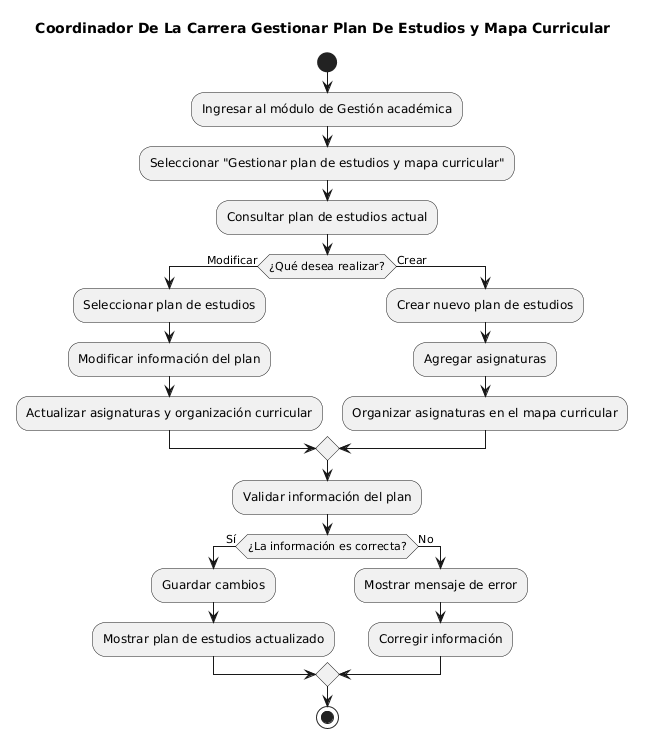 Coordinador De La Carrera Gestionar Plan De Estudios y Mapa Curricular
Ingresar al módulo de Gestión académica
Seleccionar "Gestionar plan de estudios y mapa curricular"
Consultar plan de estudios actual
¿Qué desea realizar?
Modificar
Crear
Seleccionar plan de estudios
Modificar información del plan
Actualizar asignaturas y organización curricular
Crear nuevo plan de estudios
Agregar asignaturas
Organizar asignaturas en el mapa curricular
Validar información del plan
¿La información es correcta?
Sí
No
Guardar cambios
Mostrar plan de estudios actualizado
Mostrar mensaje de error
Corregir información